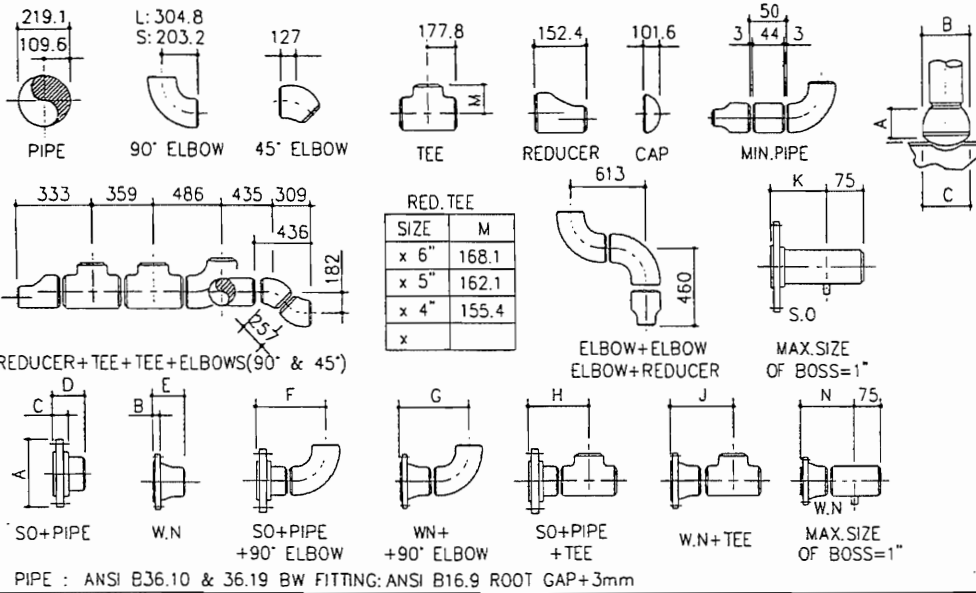 219.1
109.6
PIPE
L: 304.8
S: 203.2
90° ELBOW
127
45° ELBOW
177.8
M
TEE
152.4
REDUCER
101.6
CAP
50
3 44 3
MIN.PIPE
B
A
C
333 359 486 435 309
436
182
257
REDUCER+TEE+TEE+ELBOWS(90° & 45°)
RED. TEE
SIZE M
x 6" 168.1
x 5" 162.1
x 4" 155.4
x
613
460
ELBOW+ELBOW
ELBOW+REDUCER
K 75
S.O
MAX.SIZE
OF BOSS=1"
D
C
A
SO+PIPE
E
B
W.N
F
SO+PIPE
+90° ELBOW
G
WN+
+90° ELBOW
H
SO+PIPE
+TEE
J
W.N+TEE
N 75
W.N
MAX.SIZE
OF BOSS=1"
PIPE : ANSI B36.10 & 36.19 BW FITTING: ANSI B16.9 ROOT GAP+3mm